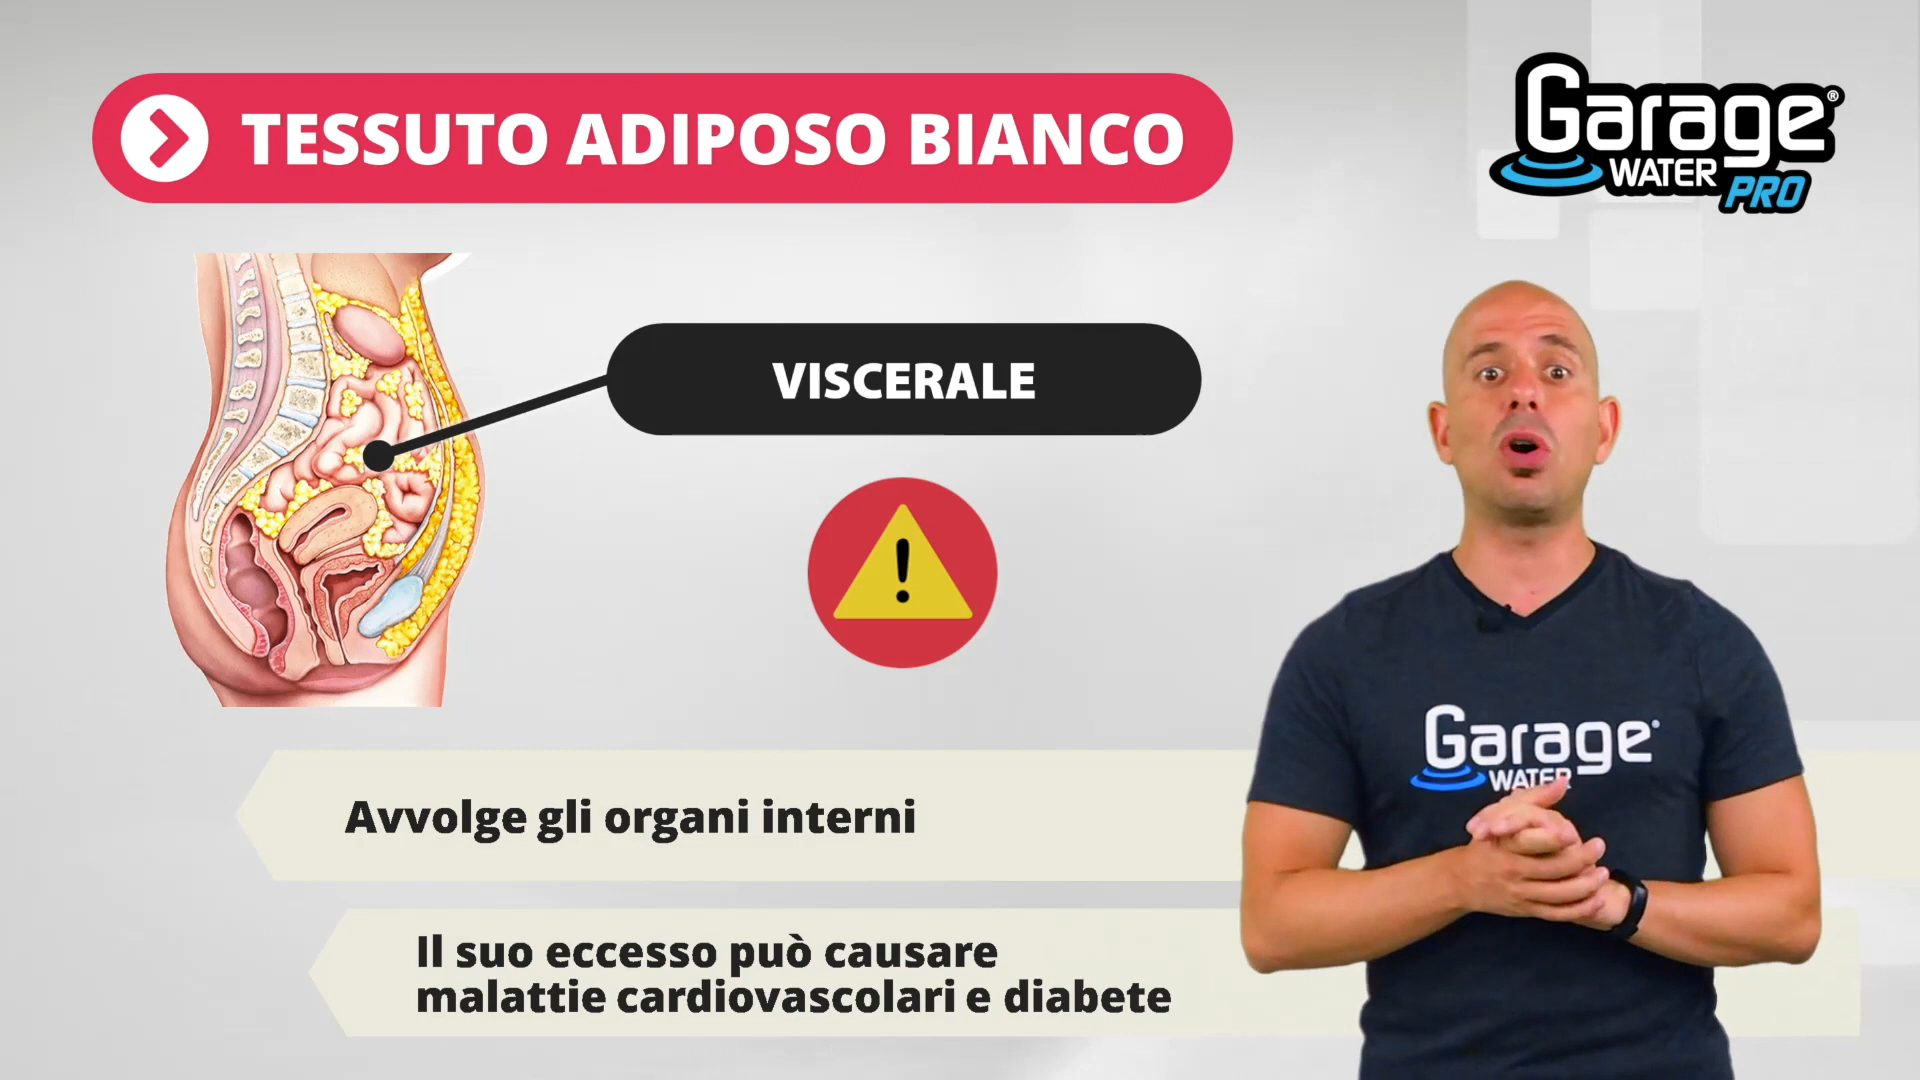 TESSUTO ADIPOSO BIANCO
Garage®
WATER
PRO
VISCERALE
Garage®
WATER
Avvolge gli organi interni
Il suo eccesso può causare
malattie cardiovascolari e diabete